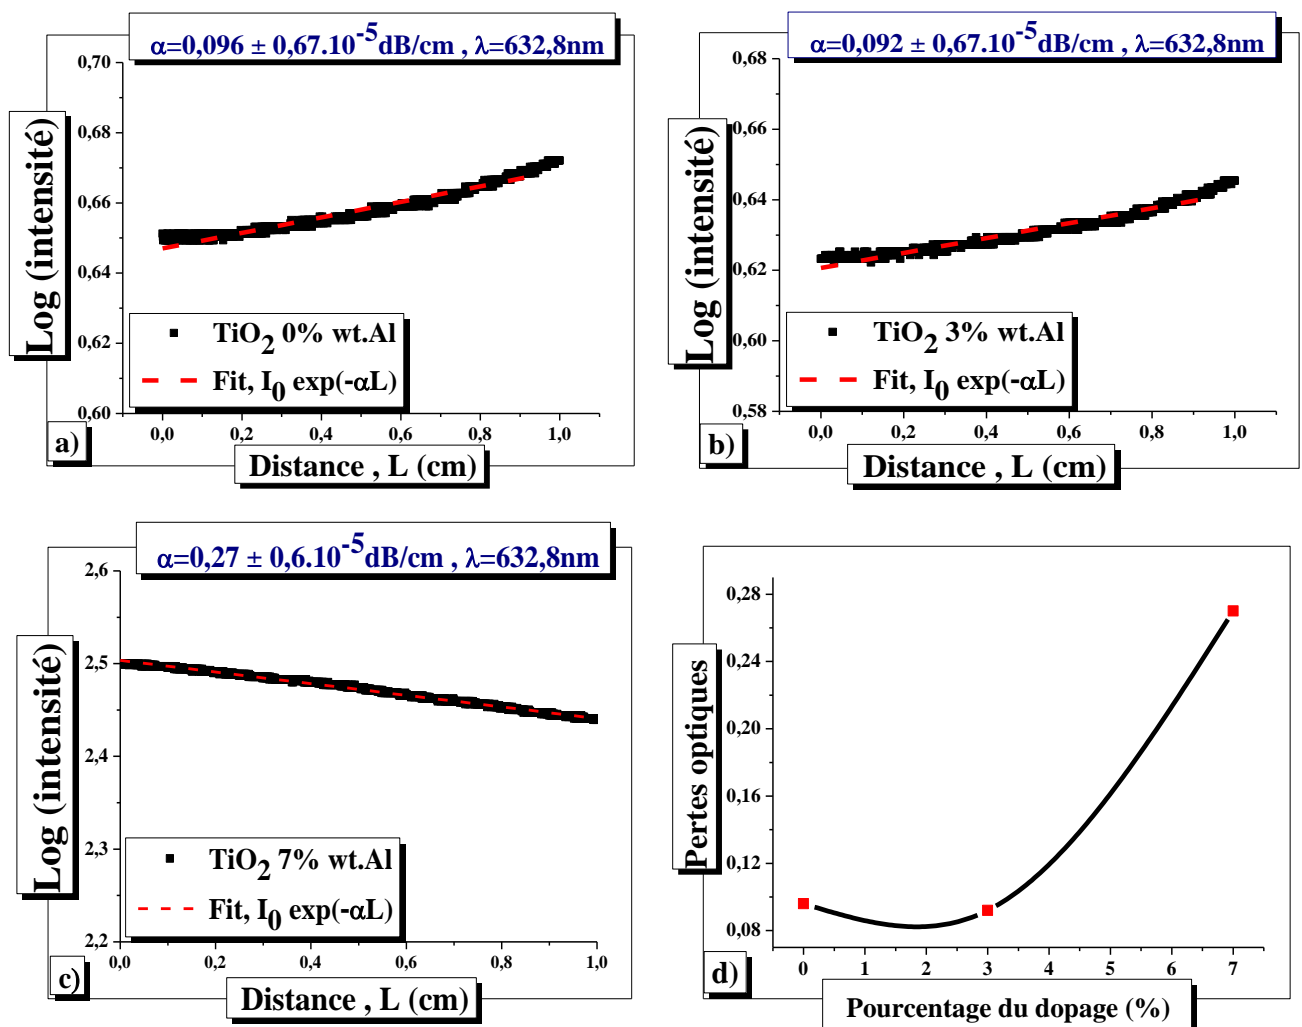 α=0,096 ± 0,67.10-5dB/cm , λ=632,8nm
0,70
0,68
0,66
0,64
0,62
0,60
Log (intensité)
TiO2 0% wt.Al
Fit, I0 exp(-αL)
0,0 0,2 0,4 0,6 0,8 1,0
a)
Distance , L (cm)
α=0,092 ± 0,67.10-5dB/cm , λ=632,8nm
0,68
0,66
0,64
0,62
0,60
0,58
Log (intensité)
TiO2 3% wt.Al
Fit, I0 exp(-αL)
0,0 0,2 0,4 0,6 0,8 1,0
b)
Distance , L (cm)
α=0,27 ± 0,6.10-5dB/cm , λ=632,8nm
2,6
2,5
2,4
2,3
2,2
Log (intensité)
TiO2 7% wt.Al
Fit, I0 exp(-αL)
0,0 0,2 0,4 0,6 0,8 1,0
c)
Distance , L (cm)
0,28
0,24
0,20
0,16
0,12
0,08
Pertes optiques
0 1 2 3 4 5 6 7
d)
Pourcentage du dopage (%)